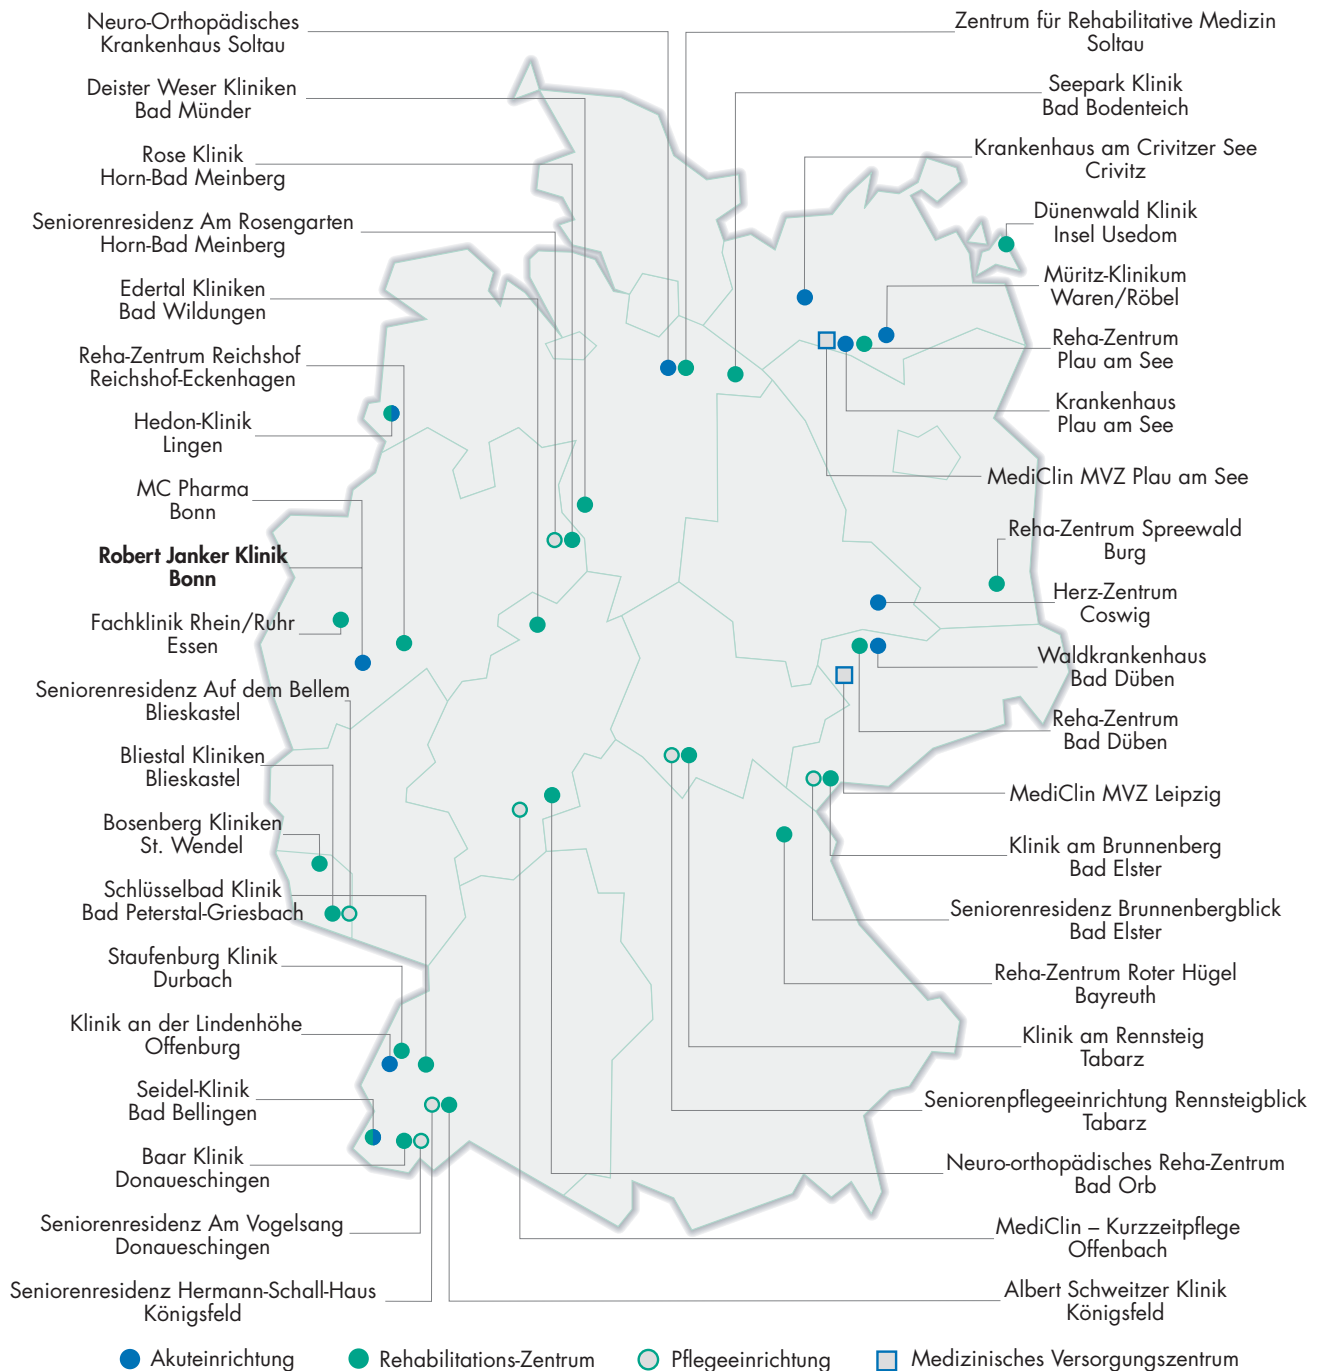 Neuro-Orthopädisches
Krankenhaus Soltau
Deister Weser Kliniken
Bad Münder
Rose Klinik
Horn-Bad Meinberg
Seniorenresidenz Am Rosengarten
Horn-Bad Meinberg
Edertal Kliniken
Bad Wildungen
Reha-Zentrum Reichshof
Reichshof-Eckenhagen
Hedon-Klinik
Lingen
MC Pharma
Bonn
Robert Janker Klinik
Bonn
Fachklinik Rhein/Ruhr
Essen
Seniorenresidenz Auf dem Bellem
Blieskastel
Bliestal Kliniken
Blieskastel
Bosenberg Kliniken
St. Wendel
Schlüsselbad Klinik
Bad Peterstal-Griesbach
Staufenburg Klinik
Durbach
Klinik an der Lindenhöhe
Offenburg
Seidel-Klinik
Bad Bellingen
Baar Klinik
Donaueschingen
Seniorenresidenz Am Vogelsang
Donaueschingen
Seniorenresidenz Hermann-Schall-Haus
Königsfeld
Zentrum für Rehabilitative Medizin
Soltau
Seepark Klinik
Bad Bodenteich
Krankenhaus am Crivitzer See
Crivitz
Dünenwald Klinik
Insel Usedom
Müritz-Klinikum
Waren/Röbel
Reha-Zentrum
Plau am See
Krankenhaus
Plau am See
MediClin MVZ Plau am See
Reha-Zentrum Spreewald
Burg
Herz-Zentrum
Coswig
Waldkrankenhaus
Bad Düben
Reha-Zentrum
Bad Düben
MediClin MVZ Leipzig
Klinik am Brunnenberg
Bad Elster
Seniorenresidenz Brunnenbergblick
Bad Elster
Reha-Zentrum Roter Hügel
Bayreuth
Klinik am Rennsteig
Tabarz
Seniorenpflegeeinrichtung Rennsteigblick
Tabarz
Neuro-orthopädisches Reha-Zentrum
Bad Orb
MediClin – Kurzzeitpflege
Offenbach
Albert Schweitzer Klinik
Königsfeld
Akuteinrichtung
Rehabilitations-Zentrum
Pflegeeinrichtung
Medizinisches Versorgungszentrum